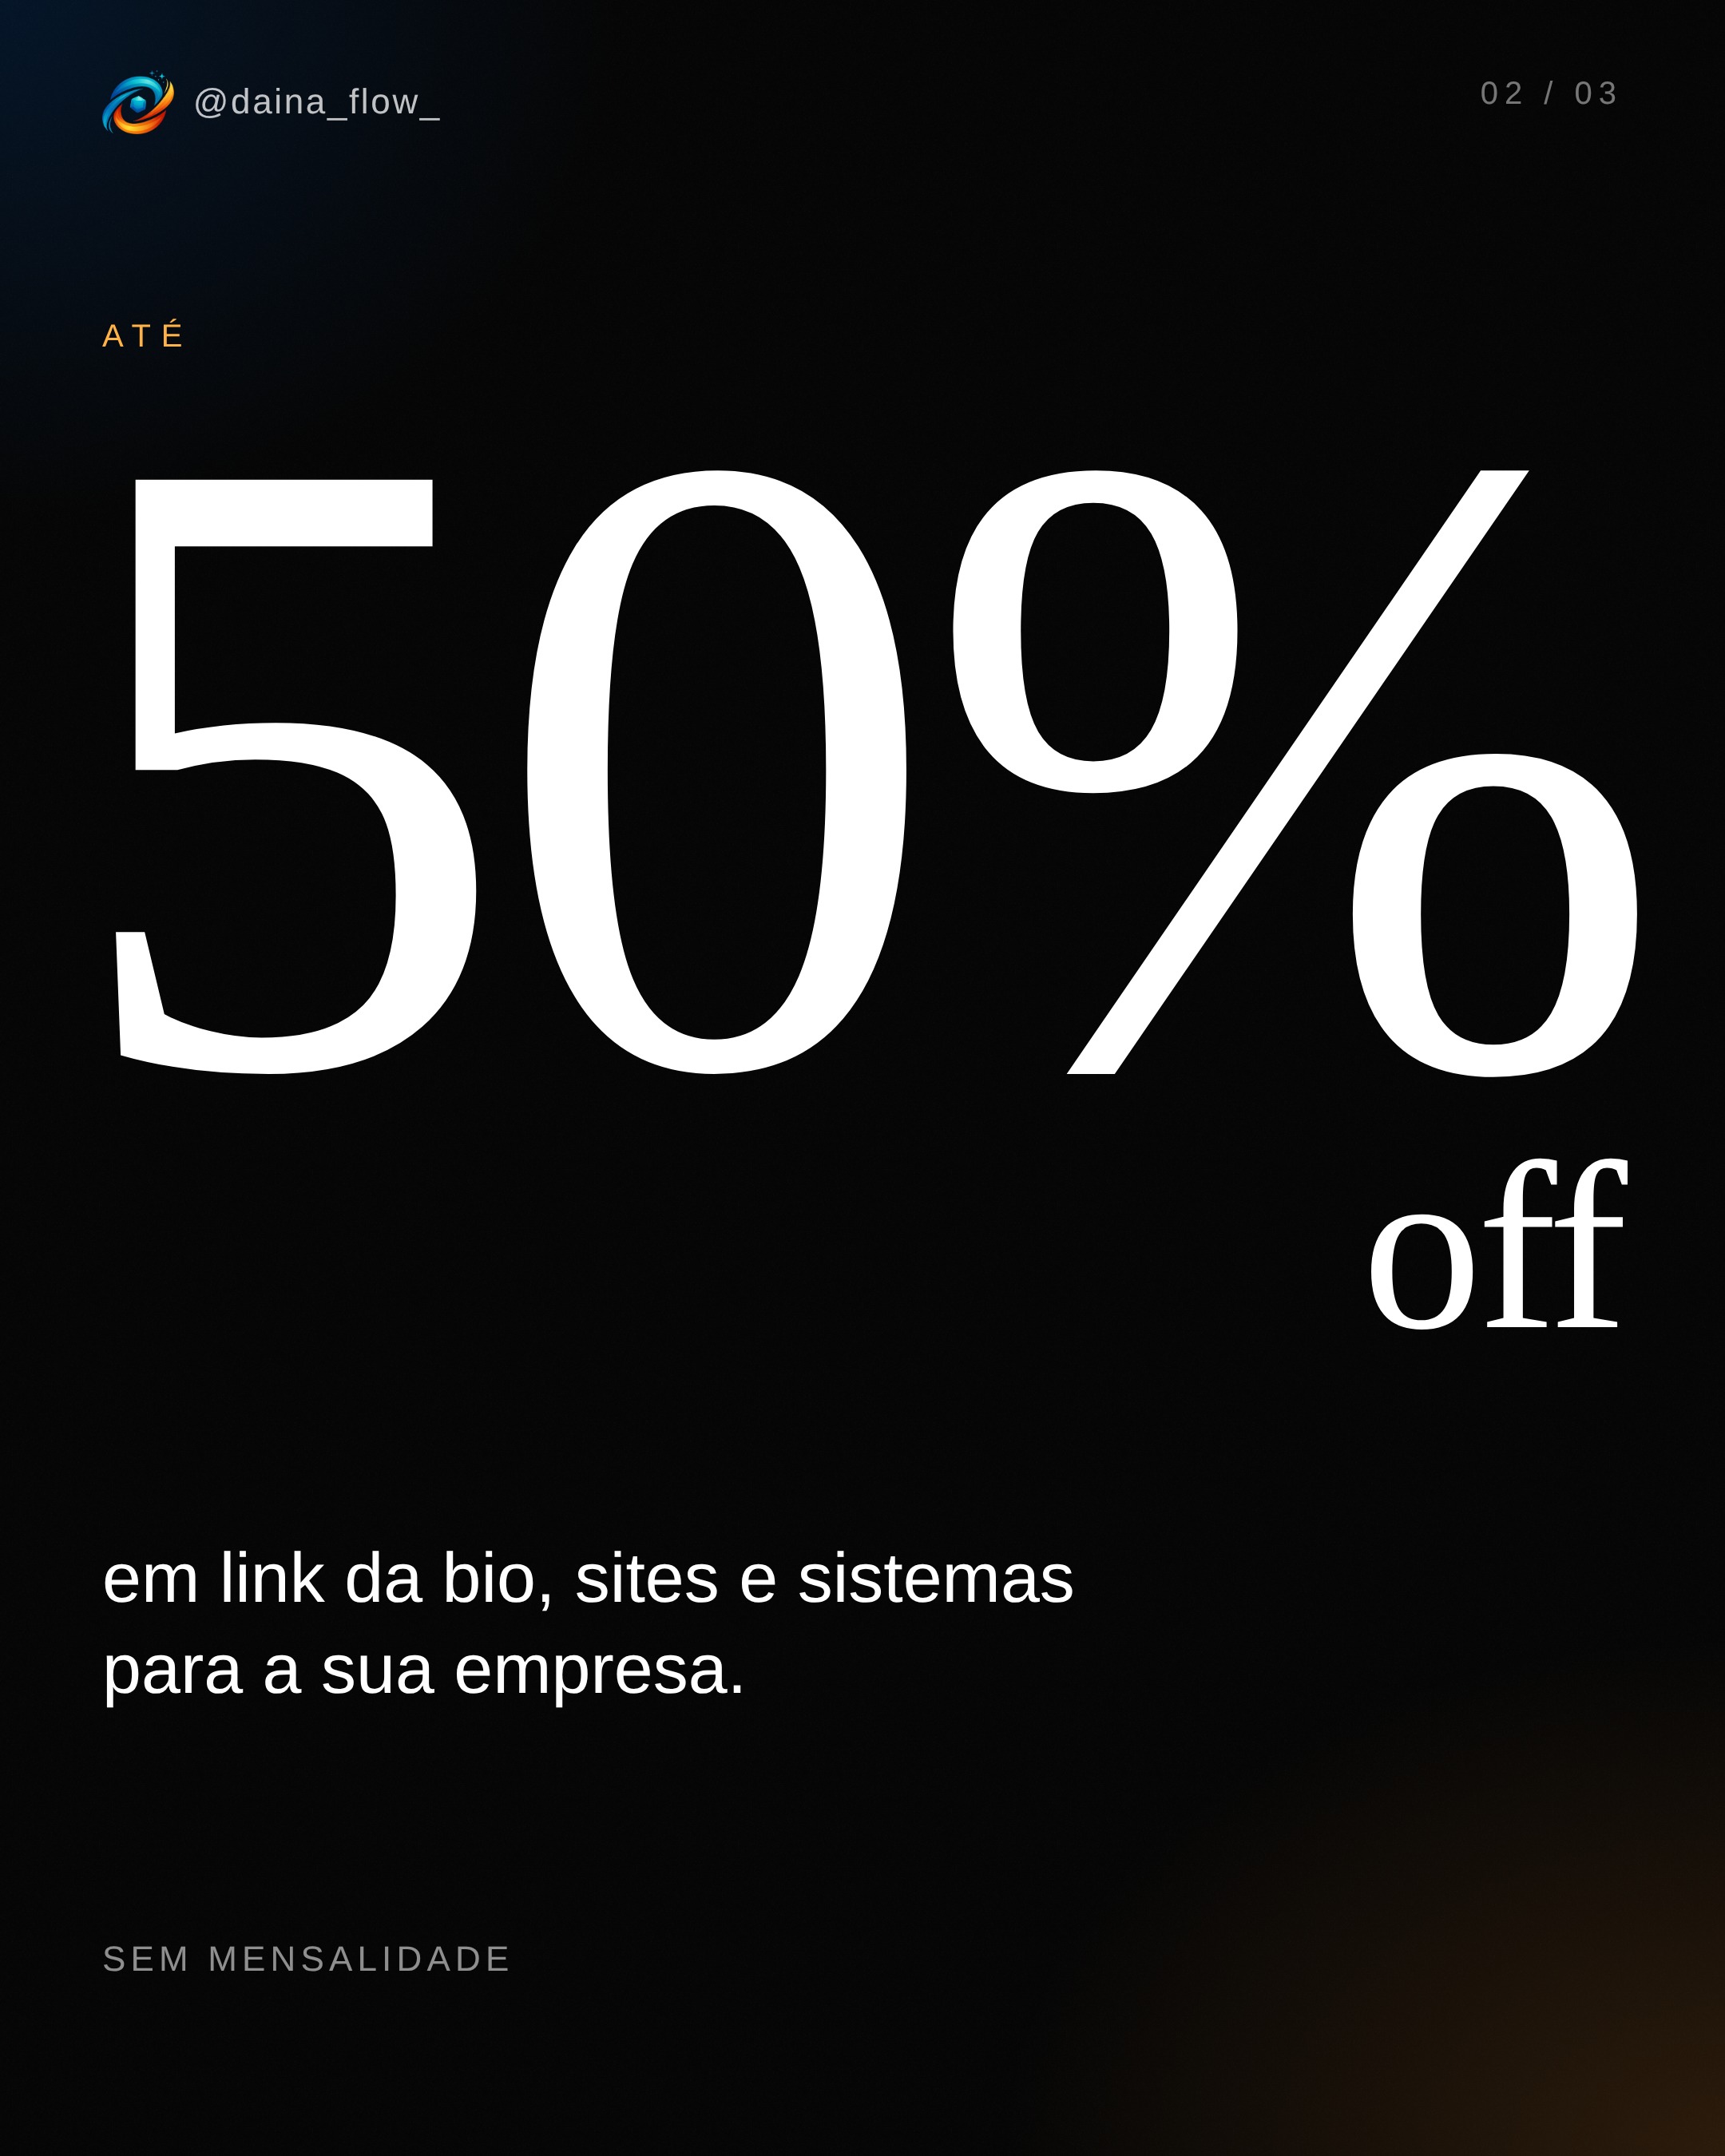 @daina_flow_
02 / 03
ATÉ
50%
off
em link da bio, sites e sistemas
para a sua empresa.
SEM MENSALIDADE